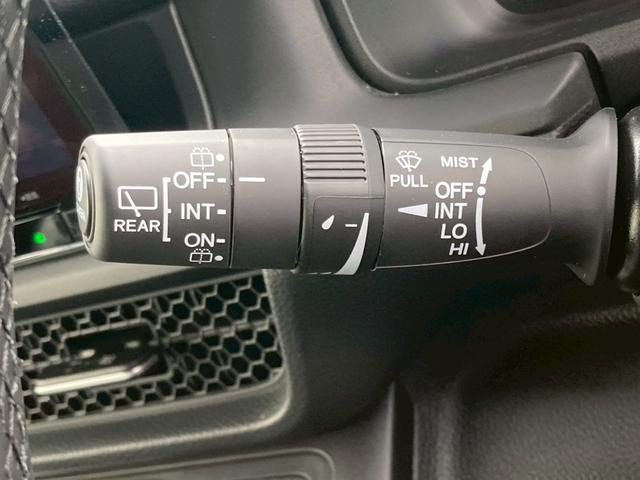 OFF
INT
REAR
ON
PULL
MIST
OFF
INT
LO
HI